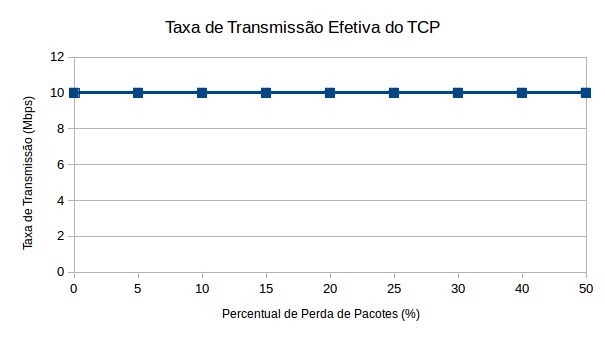 Taxa de Transmissão Efetiva do TCP
12
10
8
6
4
2
0
Taxa de Transmissão (Mbps)
0 5 10 15 20 25 30 40 50
Percentual de Perda de Pacotes (%)